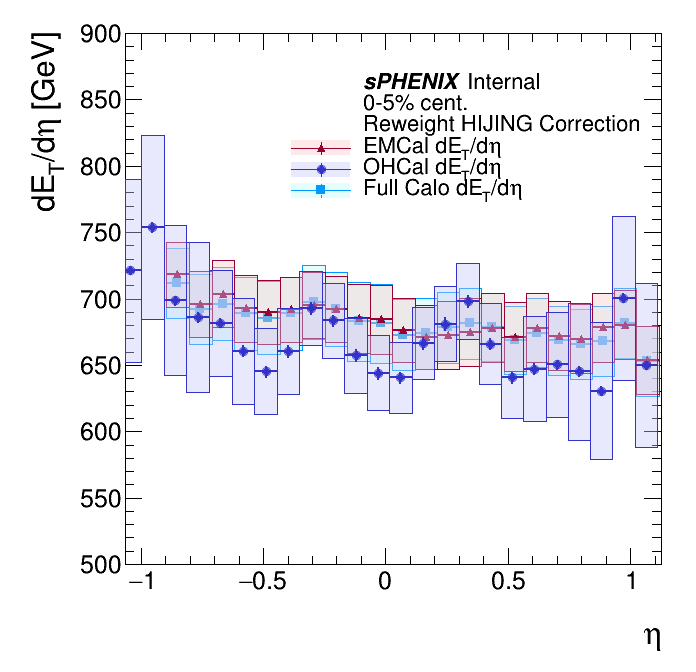 900
850
800
750
700
650
600
550
500
dE_T/dη [GeV]
sPHENIX Internal
0-5% cent.
Reweight HIJING Correction
EMCal dE_T/dη
OHCal dE_T/dη
Full Calo dE_T/dη
−1
−0.5
0
0.5
1
η